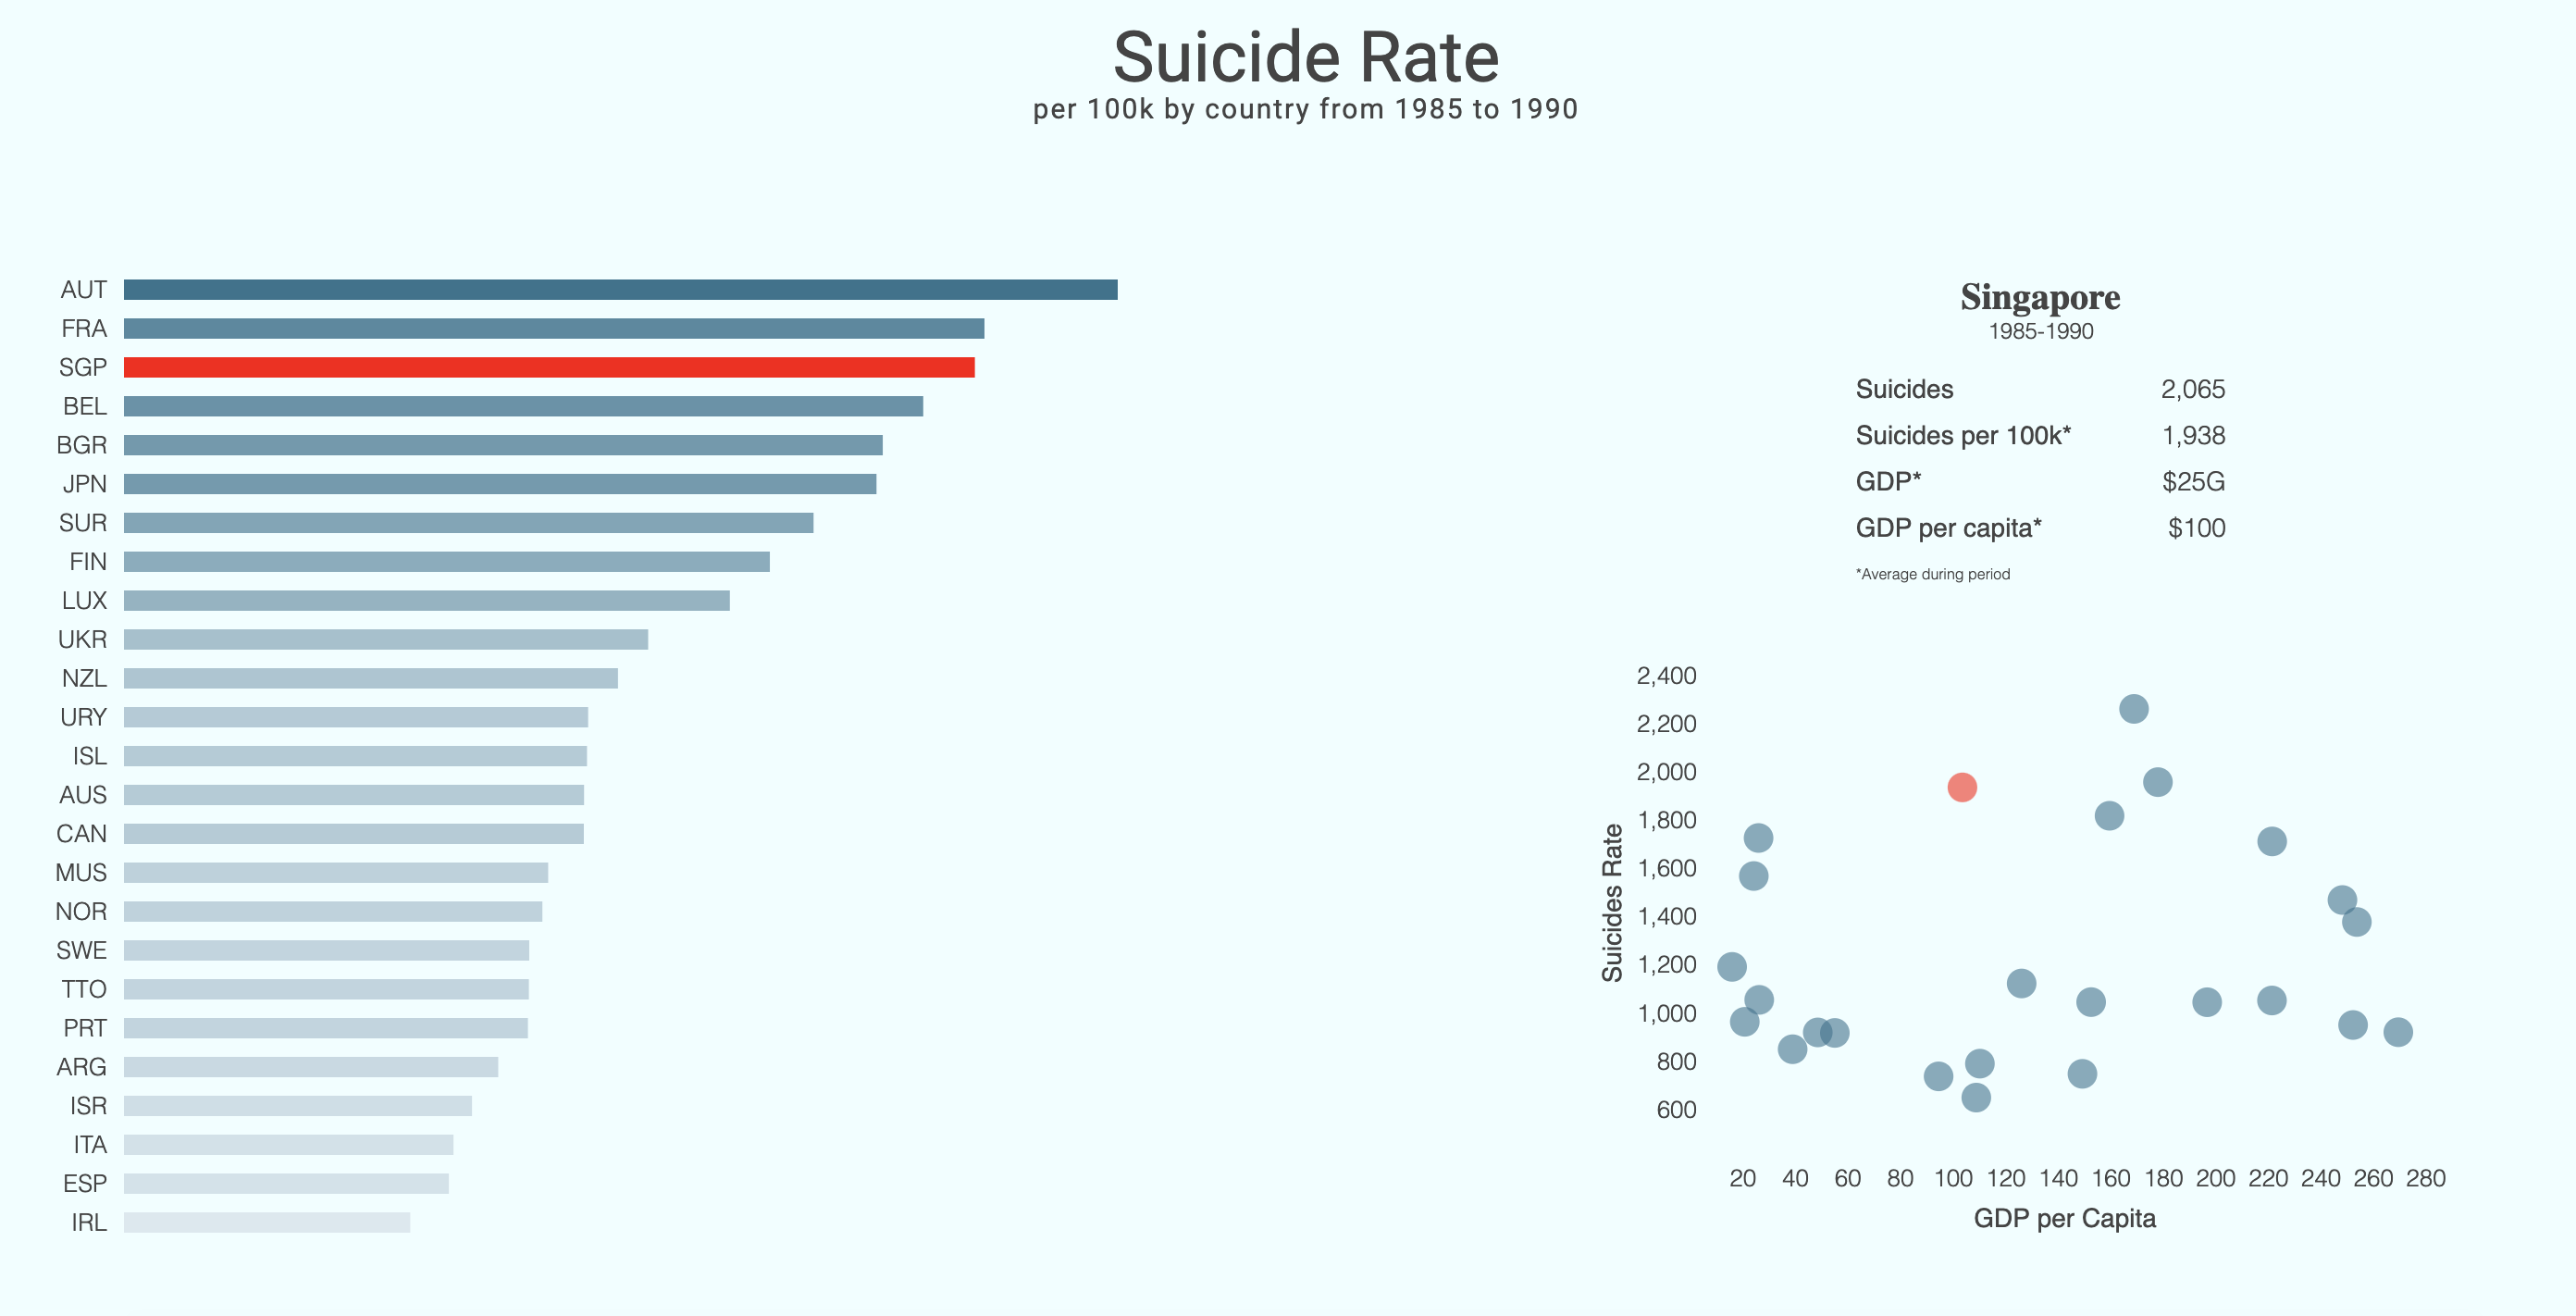 Suicide Rate
per 100k by country from 1985 to 1990
AUT
FRA
SGP
BEL
BGR
JPN
SUR
FIN
LUX
UKR
NZL
URY
ISL
AUS
CAN
MUS
NOR
SWE
TTO
PRT
ARG
ISR
ITA
ESP
IRL
Singapore
1985-1990
Suicides 2,065
Suicides per 100k* 1,938
GDP* $25G
GDP per capita* $100
*Average during period
Suicides Rate
2,400
2,200
2,000
1,800
1,600
1,400
1,200
1,000
800
600
20 40 60 80 100 120 140 160 180 200 220 240 260 280
GDP per Capita